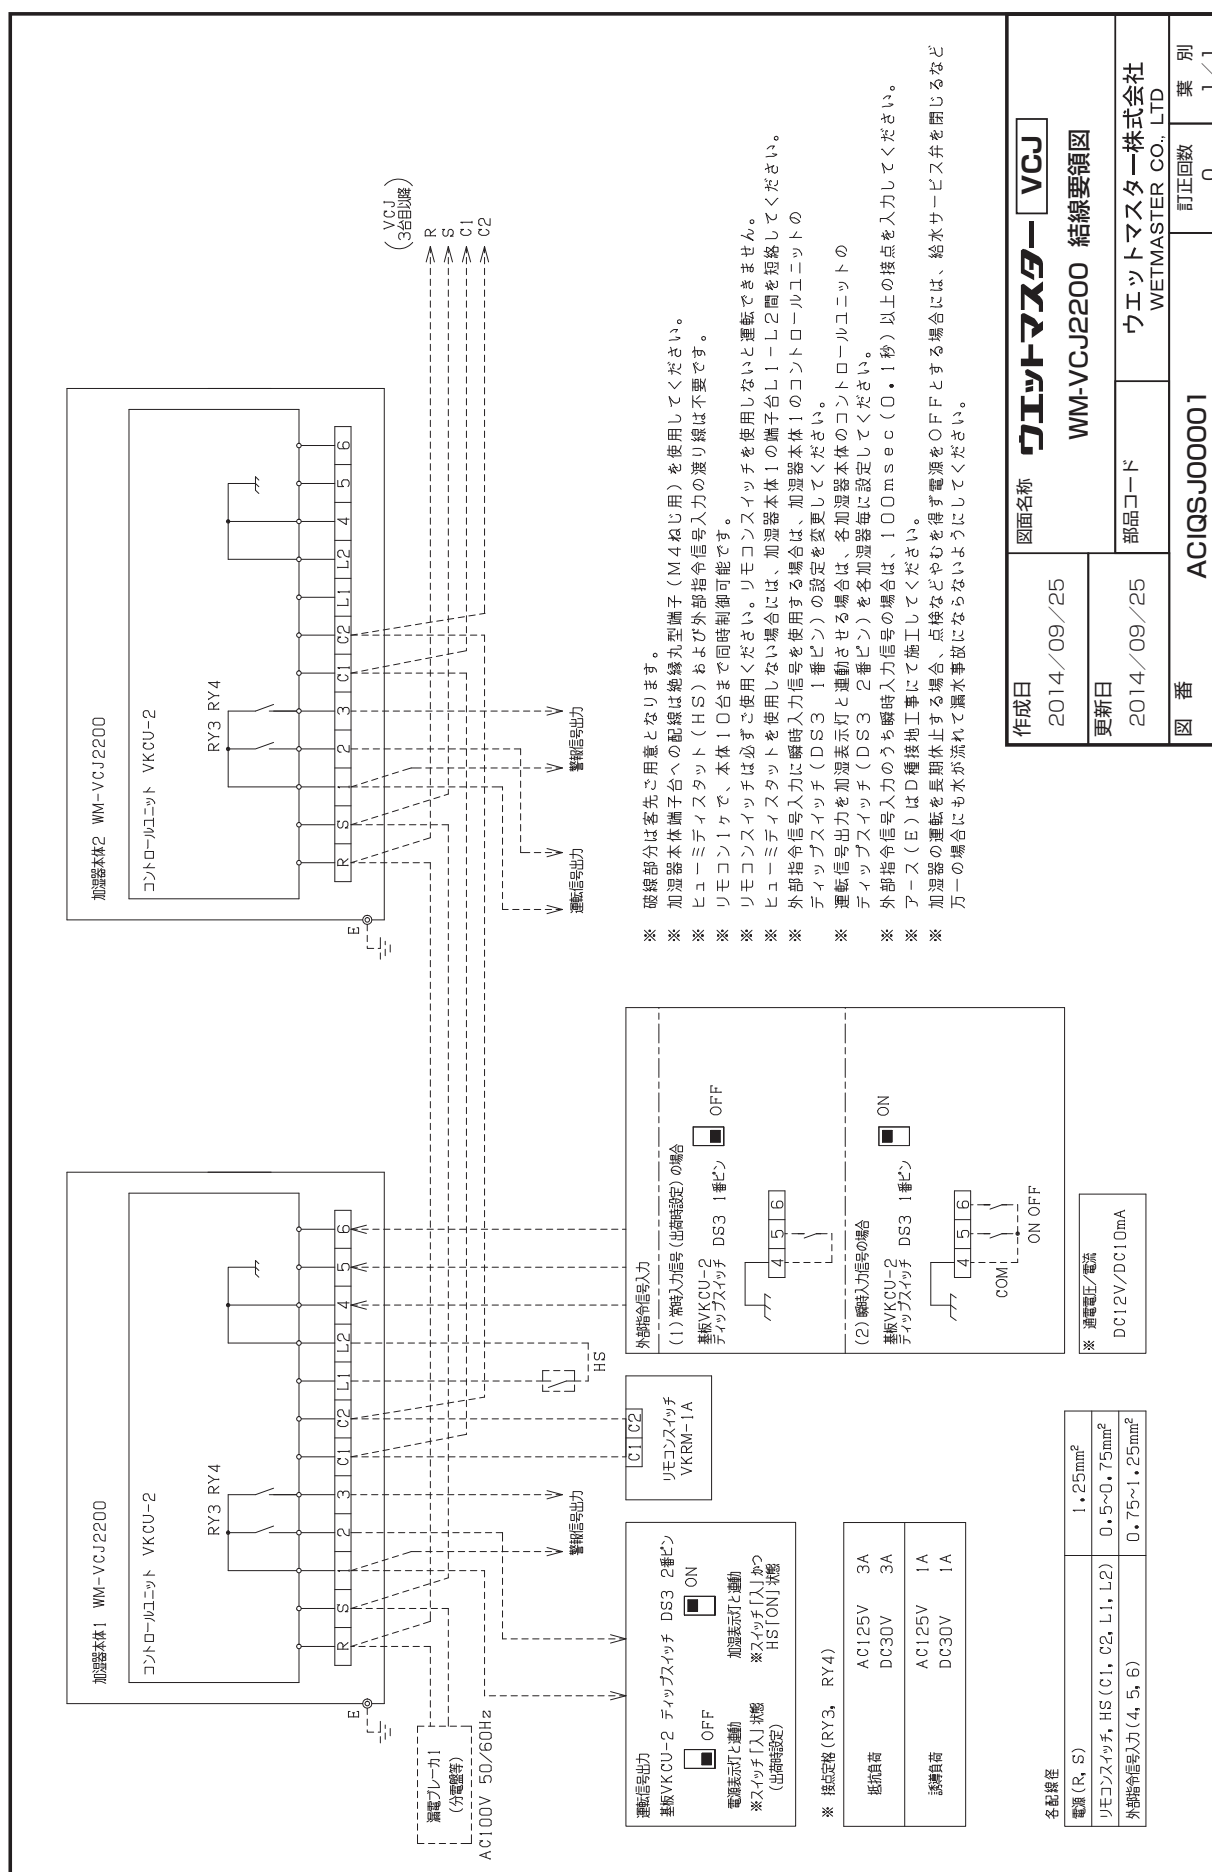 加湿器本体1 WM-VCJ2200
コントロールユニット VKCU-2
RY3 RY4
R S 1 2 3 C1 C2 L1 L2 4 5 6
E
漏電ブレーカ1
(分電盤等)
AC100V 50/60Hz
警報信号出力
HS
加湿器本体2 WM-VCJ2200
コントロールユニット VKCU-2
RY3 RY4
R S 1 2 3 C1 C2 L1 L2 4 5 6
E
運転信号出力
警報信号出力
(VCJ
3台目以降)
R
S
C1
C2
運転信号出力
基板VKCU-2 ディップスイッチ DS3 2番ピン
OFF
ON
電源表示灯と連動
※スイッチ「入」状態
(出荷時設定)
加湿表示灯と連動
※スイッチ「入」かつ
HS「ON」状態
C1 C2
リモコンスイッチ
VKRM-1A
外部指令信号入力
(1) 常時入力信号(出荷時設定)の場合
基板VKCU-2
ディップスイッチ DS3 1番ピン
OFF
4 5 6
(2) 瞬時入力信号の場合
基板VKCU-2
ディップスイッチ DS3 1番ピン
ON
4 5 6
COM
ON OFF
※ 通電電圧/電流
DC12V/DC10mA
※ 接点定格(RY3, RY4)
抵抗負荷 AC125V 3A
DC30V 3A
誘導負荷 AC125V 1A
DC30V 1A
各配線径
電源(R, S) 1.25mm²
リモコンスイッチ, HS(C1, C2, L1, L2) 0.5~0.75mm²
外部指令信号入力(4, 5, 6) 0.75~1.25mm²
※ 破線部分は客先ご用意となります。
※ 加湿器本体端子台への配線は絶縁丸型端子(M4ねじ用)を使用してください。
※ ヒューミディスタット(HS)および外部指令信号入力の渡り線は不要です。
※ リモコン1ヶで、本体10台まで同時制御可能です。
※ リモコンスイッチは必ずご使用ください。リモコンスイッチを使用しないと運転できません。
※ ヒューミディスタットを使用しない場合には、加湿器本体1の端子台L1-L2間を短絡してください。
※ 外部指令信号入力に瞬時入力信号を使用する場合は、加湿器本体1のコントロールユニットの
ディップスイッチ(DS3 1番ピン)の設定を変更してください。
※ 運転信号出力を加湿表示灯と連動させる場合は、各加湿器本体のコントロールユニットの
ディップスイッチ(DS3 2番ピン)を各加湿器毎に設定してください。
※ 外部指令信号入力のうち瞬時入力信号の場合は、100msec(0.1秒)以上の接点を入力してください。
※ アース(E)はD種接地工事にて施工してください。
※ 加湿器の運転を長期休止する場合、点検などやむを得ず電源をOFFとする場合には、給水サービス弁を閉じるなど
万一の場合にも水が流れて漏水事故にならないようにしてください。
作成日
2014/09/25
更新日
2014/09/25
図面名称
ウエットマスター VCJ
WM-VCJ2200 結線要領図
部品コード
ウエットマスター株式会社
WETMASTER CO., LTD
図 番
ACIQSJ00001
訂正回数
0
葉 別
1/1